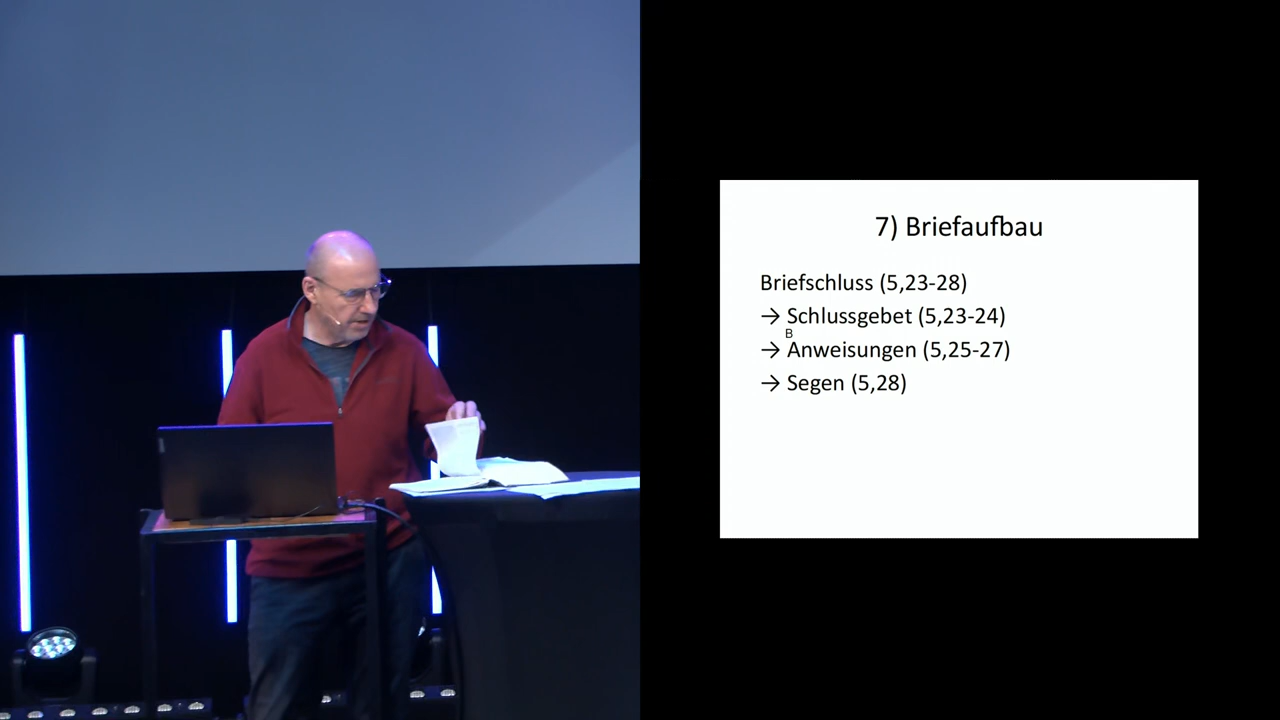 7) Briefaufbau
Briefschluss (5,23-28)
→ Schlussgebet (5,23-24)
B
→ Anweisungen (5,25-27)
→ Segen (5,28)